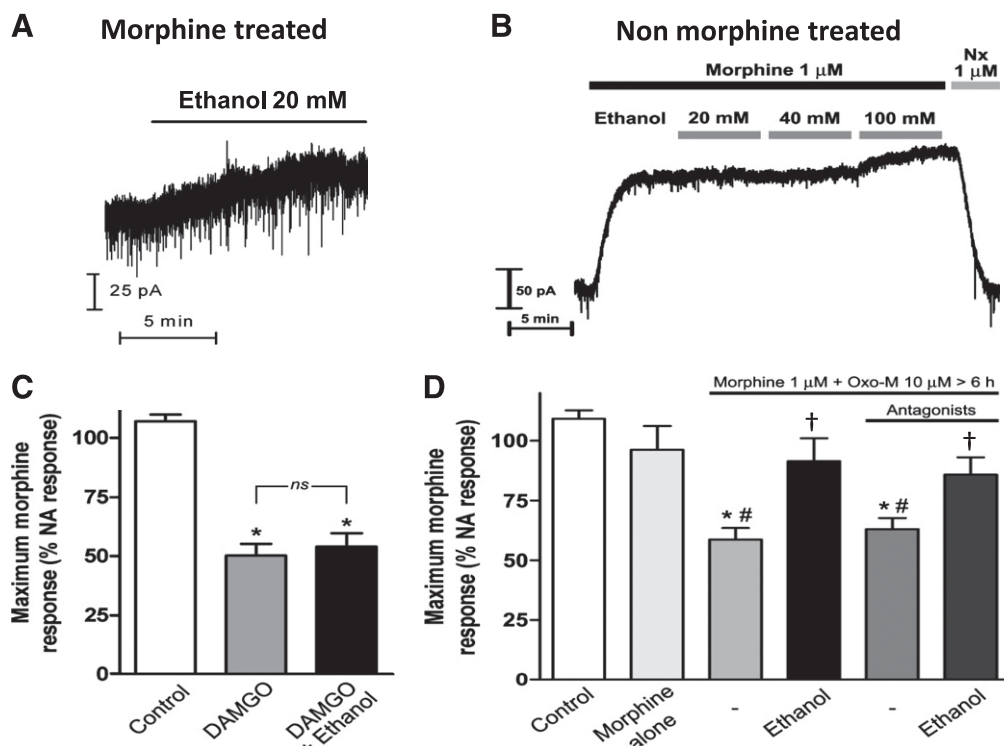 A
Morphine treated
Ethanol 20 mM
25 pA
5 min
B
Non morphine treated
Morphine 1 µM
Nx
1 µM
Ethanol 20 mM 40 mM 100 mM
50 pA
5 min
C
Maximum morphine
response (% NA response)
100
75
50
25
0
ns
*
*
Control
DAMGO
DAMGO
Ethanol
D
Maximum morphine
response (% NA response)
100
75
50
25
0
Morphine 1 µM + Oxo-M 10 µM > 6 h
Antagonists
* #
†
* #
†
Control
Morphine
alone
-
Ethanol
-
Ethanol